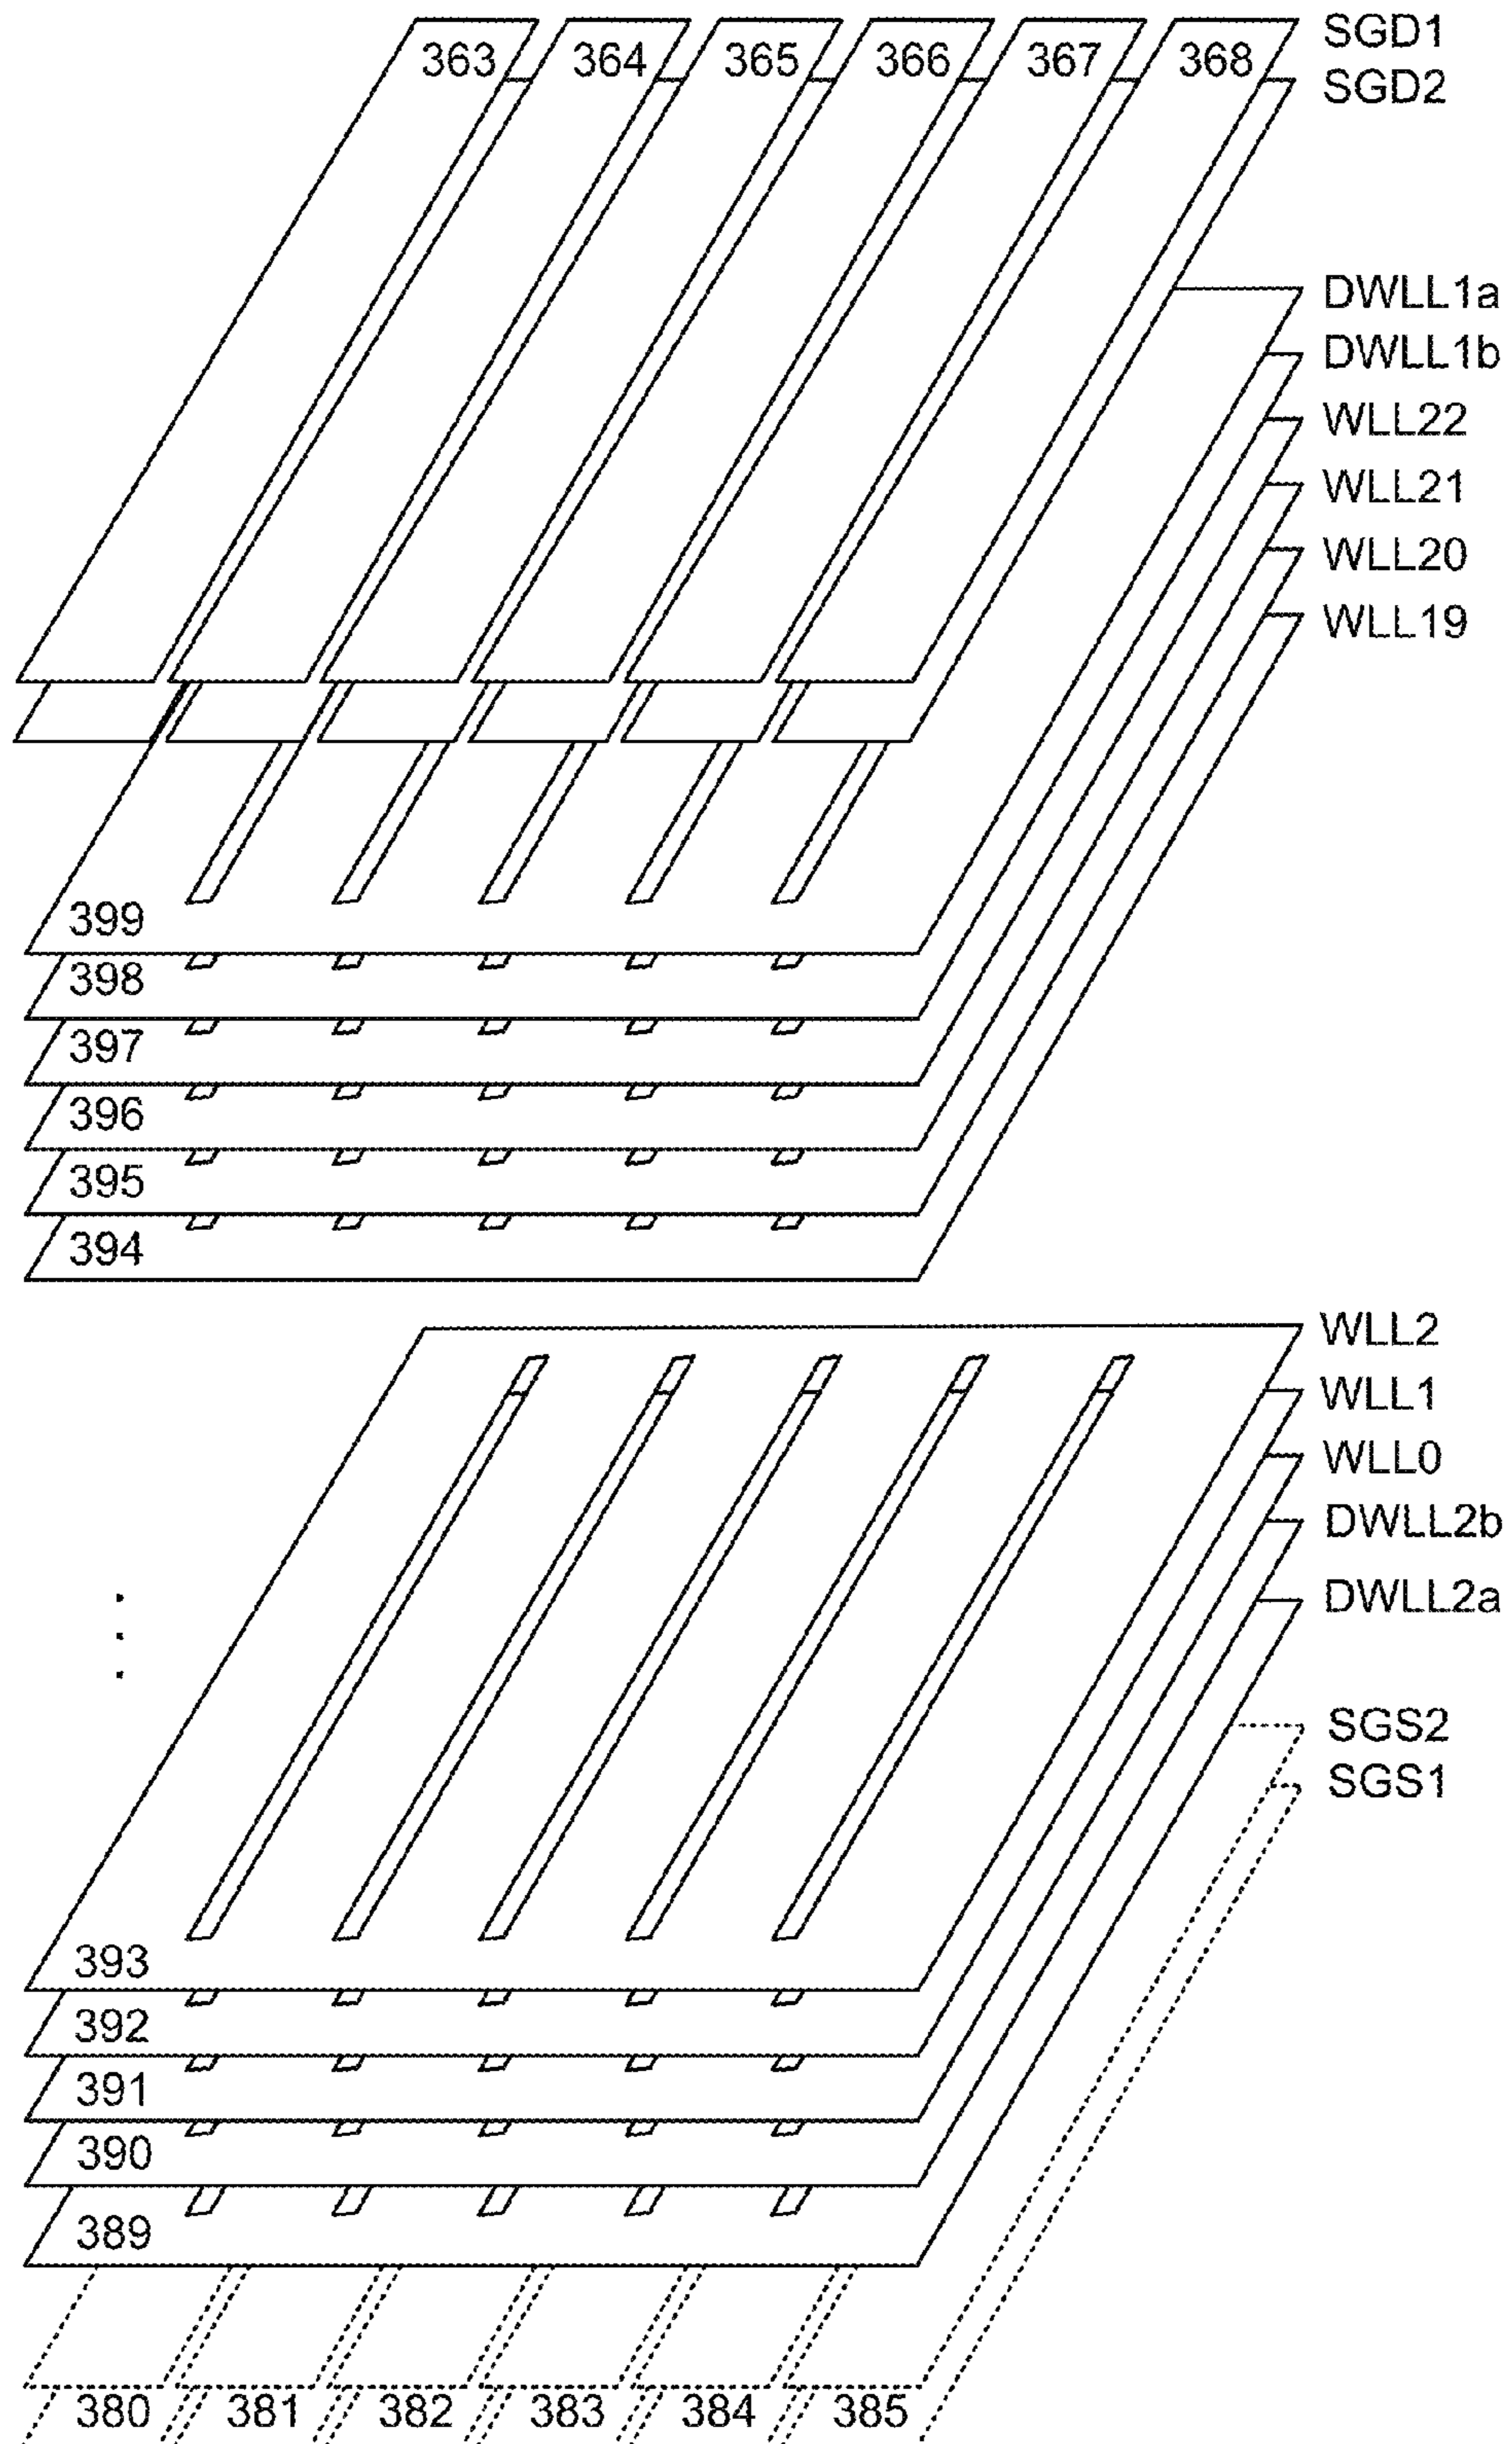 363 364 365 366 367 368 SGD1
SGD2
DWLL1a
DWLL1b
WLL22
WLL21
WLL20
WLL19
399
398
397
396
395
394
WLL2
WLL1
WLL0
DWLL2b
DWLL2a
SGS2
SGS1
393
392
391
390
389
380 381 382 383 384 385